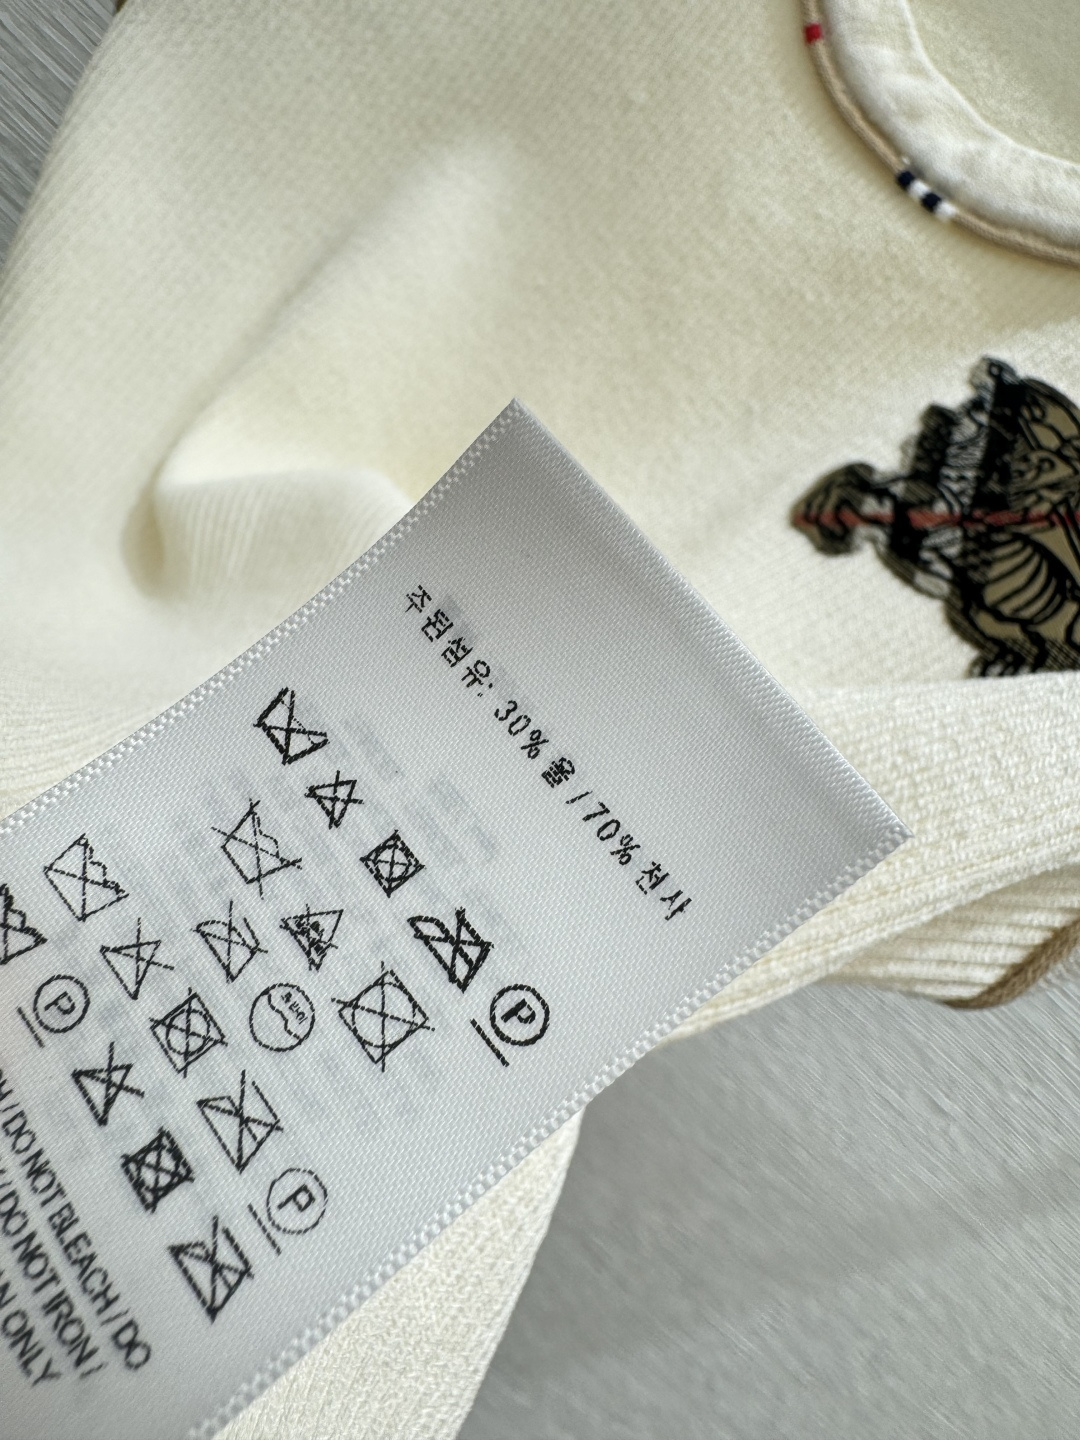 주된섬유: 30% 울 / 70% 천사
P
P
P
/ DO NOT BLEACH / DO
/ DO NOT IRON /
ONLY